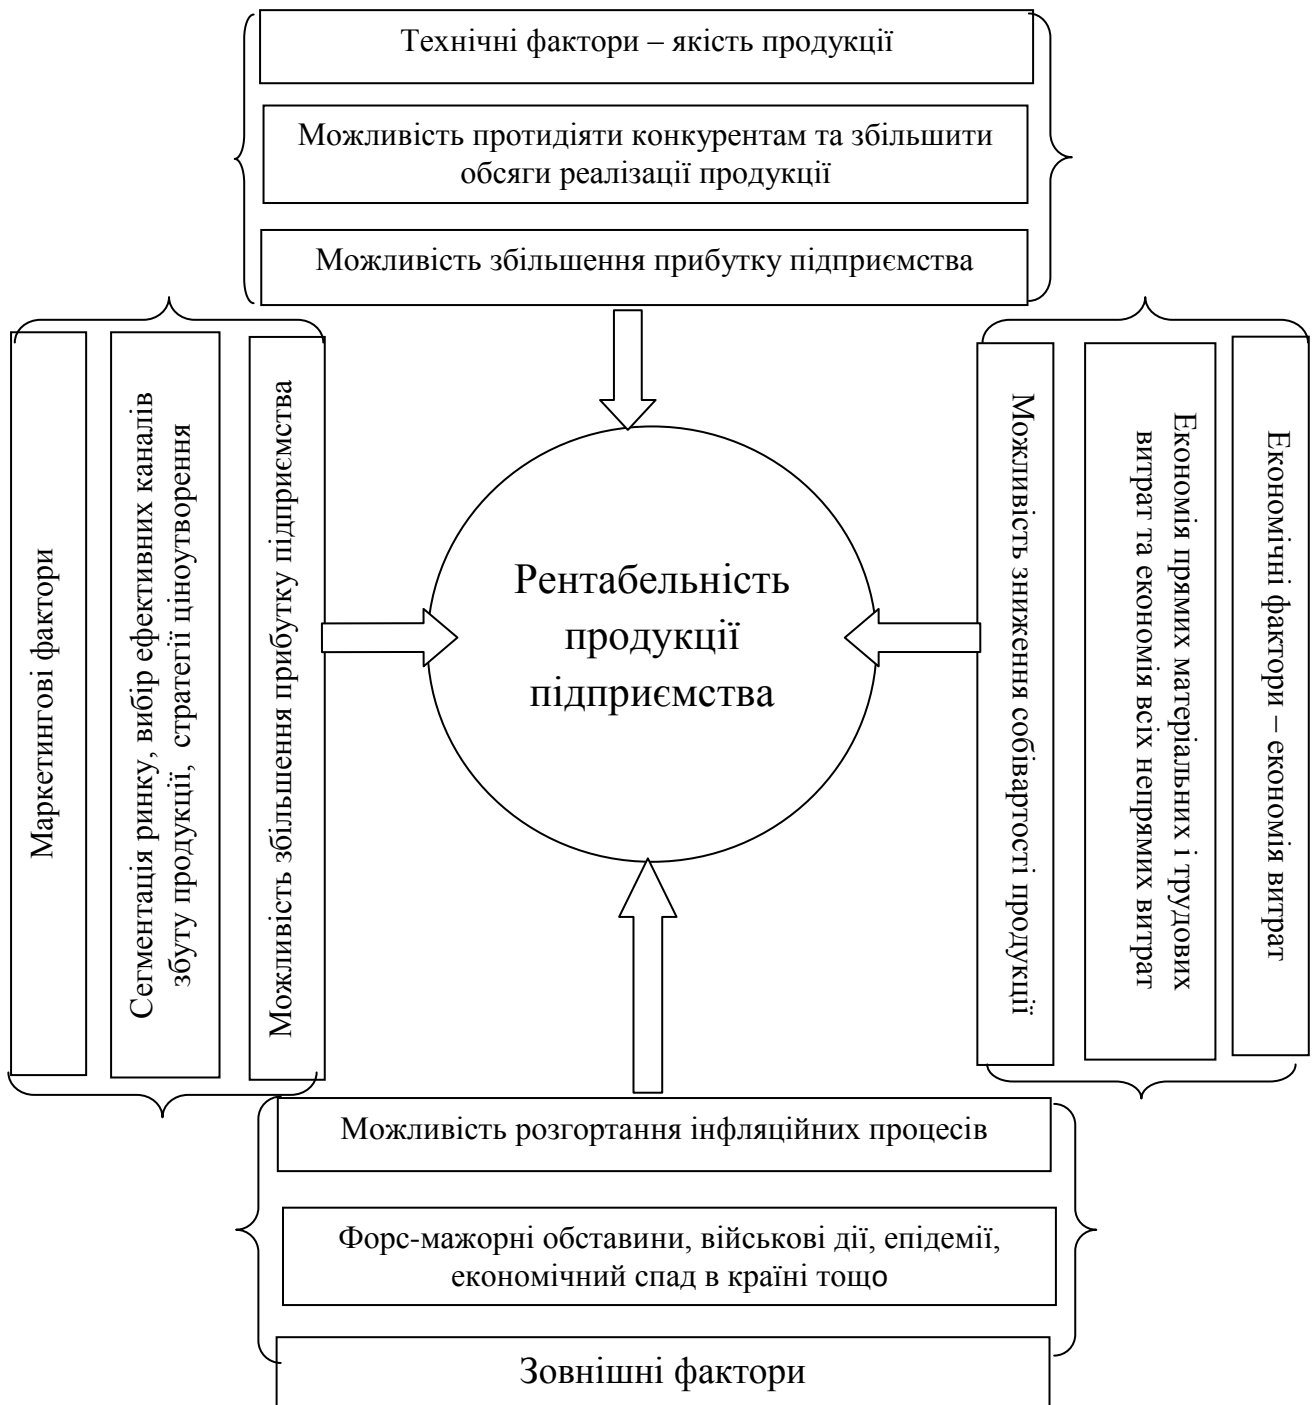 Технічні фактори – якість продукції
Можливість протидіяти конкурентам та збільшити
обсяги реалізації продукції
Можливість збільшення прибутку підприємства
Маркетингові фактори
Сегментація ринку, вибір ефективних каналів
збуту продукції, стратегії ціноутворення
Можливість збільшення прибутку підприємства
Рентабельність
продукції
підприємства
Можливість зниження собівартості продукції
Економія прямих матеріальних і трудових
витрат та економія всіх непрямих витрат
Економічні фактори – економія витрат
Можливість розгортання інфляційних процесів
Форс-мажорні обставини, військові дії, епідемії,
економічний спад в країні тощо
Зовнішні фактори